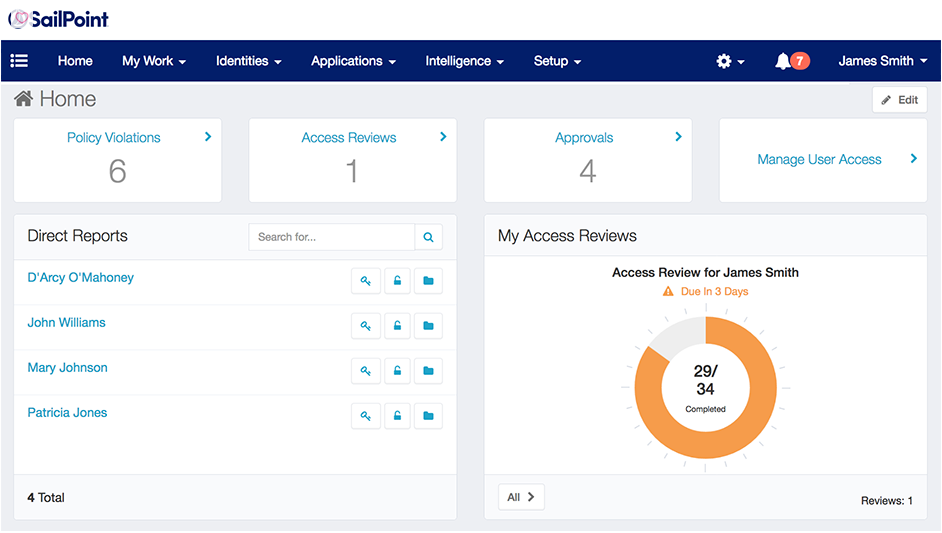 SailPoint
Home My Work Identities Applications Intelligence Setup 7 James Smith
Home
Edit
Policy Violations
6
Access Reviews
1
Approvals
4
Manage User Access
Direct Reports
Search for...
D'Arcy O'Mahoney
John Williams
Mary Johnson
Patricia Jones
4 Total
My Access Reviews
Access Review for James Smith
Due In 3 Days
29/
34
Completed
All
Reviews: 1